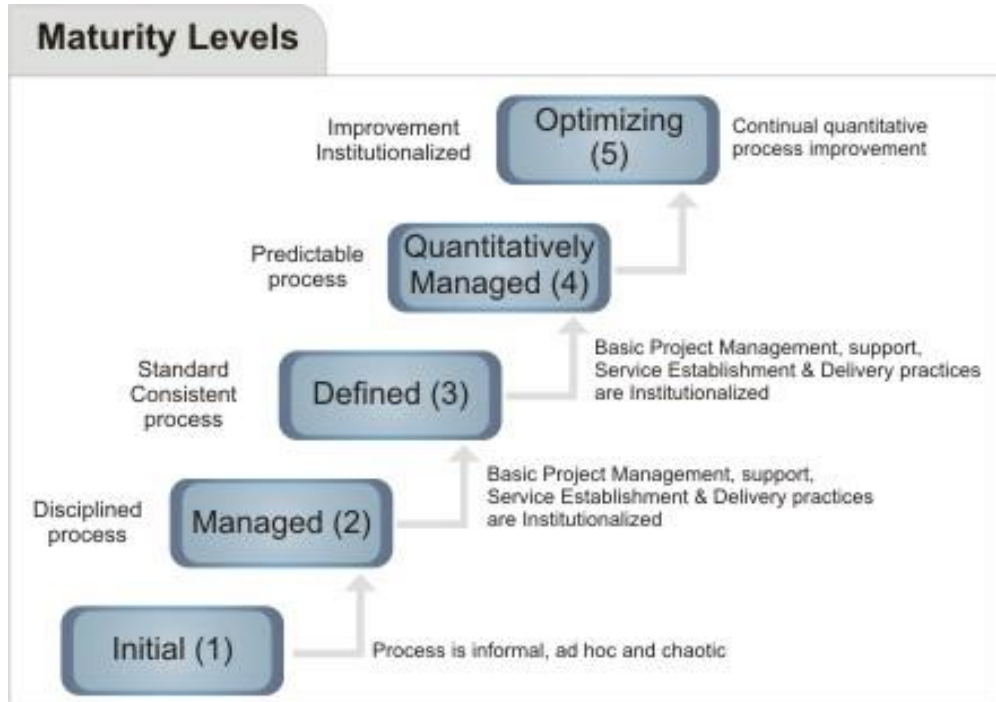 Maturity Levels
Improvement
Institutionalized
Optimizing
(5)
Continual quantitative
process improvement
Predictable
process
Quantitatively
Managed (4)
Standard
Consistent
process
Defined (3)
Basic Project Management, support,
Service Establishment & Delivery practices
are Institutionalized
Disciplined
process
Managed (2)
Basic Project Management, support,
Service Establishment & Delivery practices
are Institutionalized
Initial (1)
Process is informal, ad hoc and chaotic